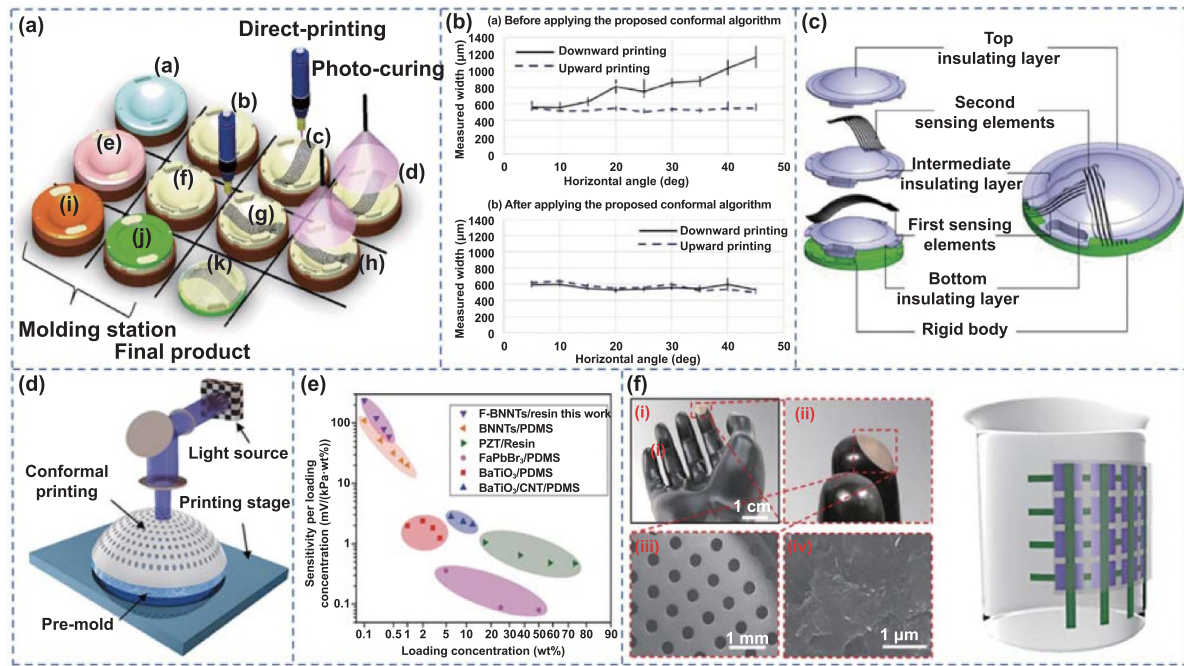 (a)
Direct-printing
Photo-curing
(a)
(b)
(c)
(d)
(e)
(f)
(g)
(h)
(i)
(j)
(k)
Molding station
Final product
(b)
(a) Before applying the proposed conformal algorithm
Measured width (μm)
1400
1200
1000
800
600
400
200
0
Downward printing
Upward printing
0 10 20 30 40 50
Horizontal angle (deg)
(b) After applying the proposed conformal algorithm
Measured width (μm)
1400
1200
1000
800
600
400
200
0
Downward printing
Upward printing
0 10 20 30 40 50
Horizontal angle (deg)
(c)
Top
insulating layer
Second
sensing elements
Intermediate
insulating layer
First sensing
elements
Bottom
insulating layer
Rigid body
(d)
Light source
Conformal
printing
Printing stage
Pre-mold
(e)
Sensitivity per loading
concentration (mV/(kPa·wt%))
100
10
1
0.1
F-BNNTs/resin this work
BNNTs/PDMS
PZT/Resin
FaPbBr3/PDMS
BaTiO3/PDMS
BaTiO3/CNT/PDMS
0.1 0.5 1 2 5 10 20 30 40 50 60 70 80 90
Loading concentration (wt%)
(f)
(i)
(i)
1 cm
(ii)
(iii)
1 mm
(iv)
1 μm